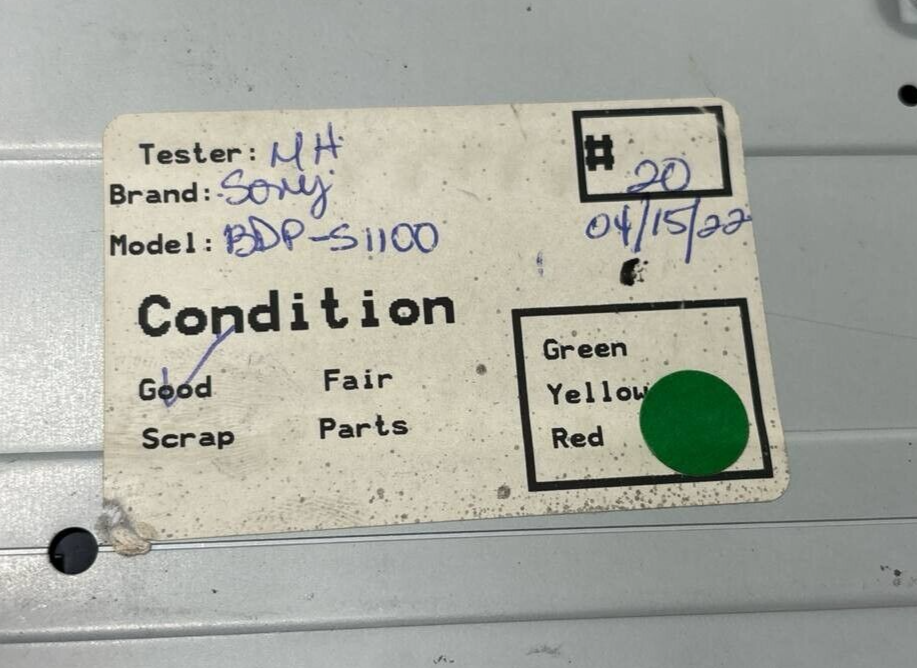 Tester: MH
Brand: Sony
Model: BDP-S1100
# 20
04/15/22
Condition
Good Fair
Scrap Parts
Green
Yellow
Red